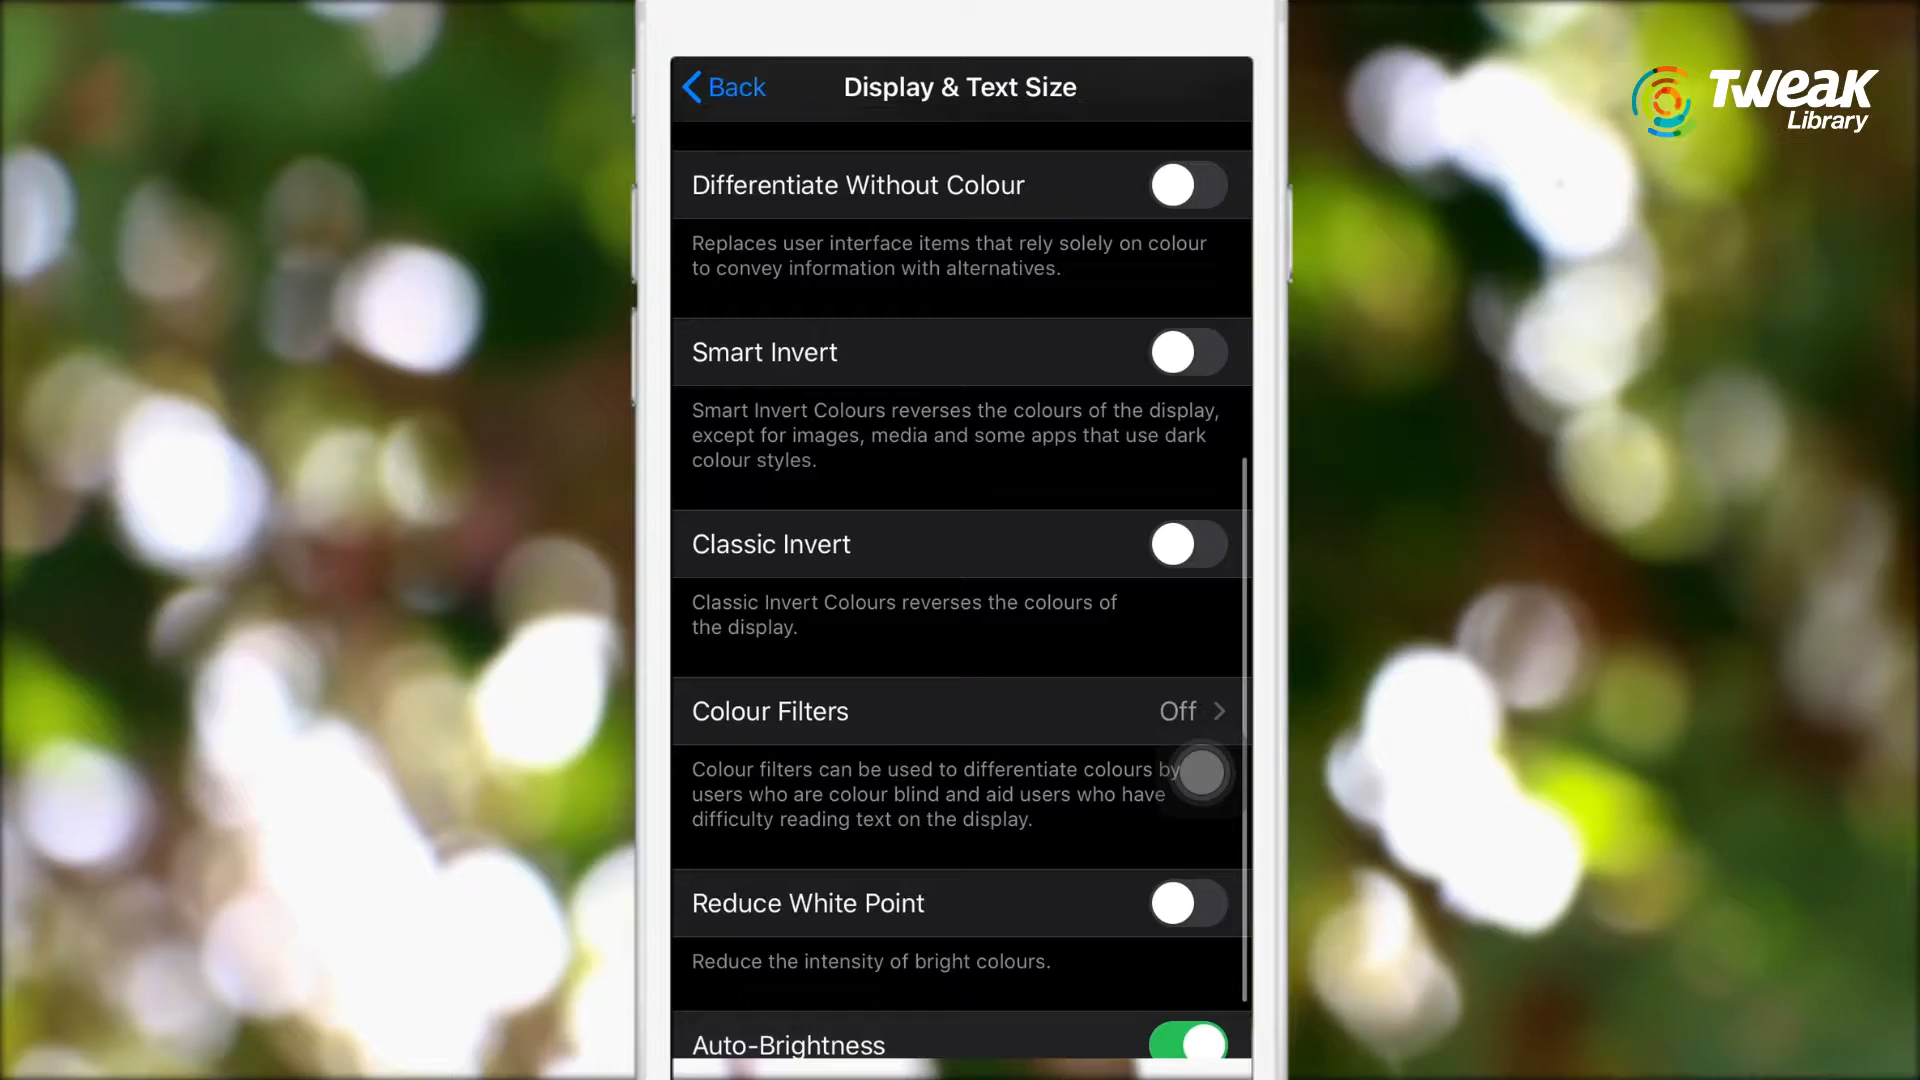 Back
Display & Text Size
TWEAK
Library
Differentiate Without Colour
Replaces user interface items that rely solely on colour
to convey information with alternatives.
Smart Invert
Smart Invert Colours reverses the colours of the display,
except for images, media and some apps that use dark
colour styles.
Classic Invert
Classic Invert Colours reverses the colours of
the display.
Colour Filters
Off
Colour filters can be used to differentiate colours by
users who are colour blind and aid users who have
difficulty reading text on the display.
Reduce White Point
Reduce the intensity of bright colours.
Auto-Brightness